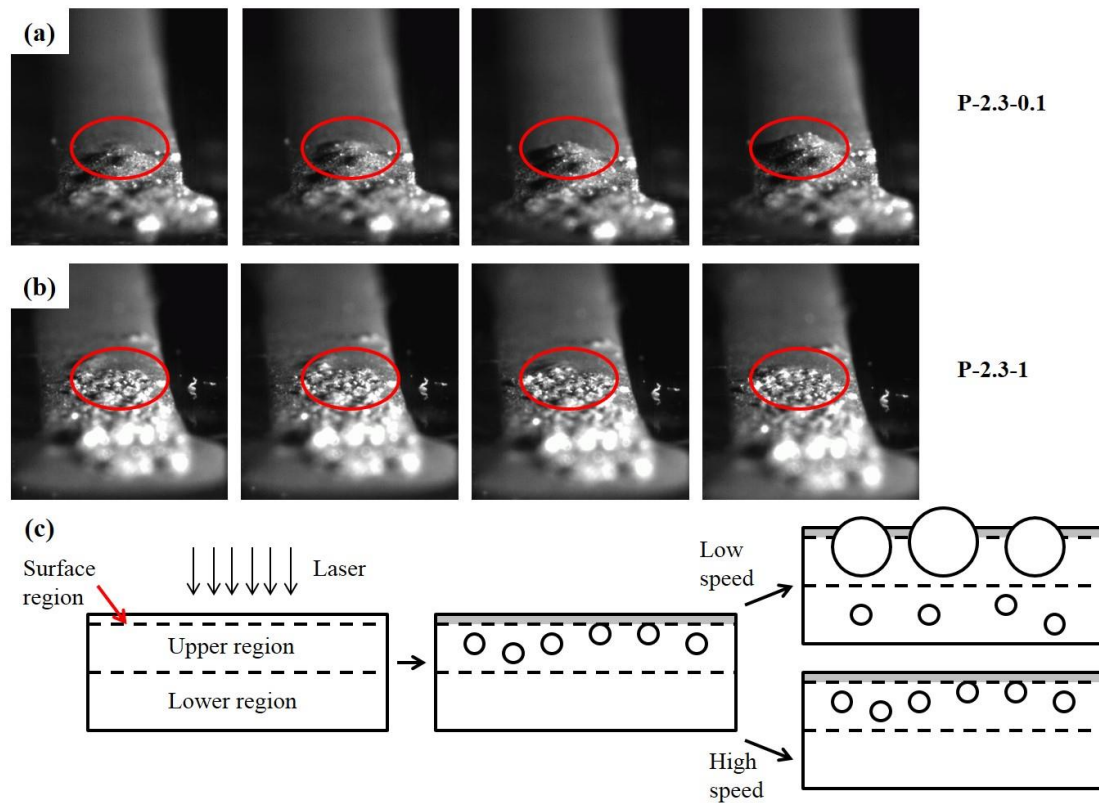 (a)
P-2.3-0.1
(b)
P-2.3-1
(c)
Surface
region
Laser
Upper region
Lower region
Low
speed
High
speed